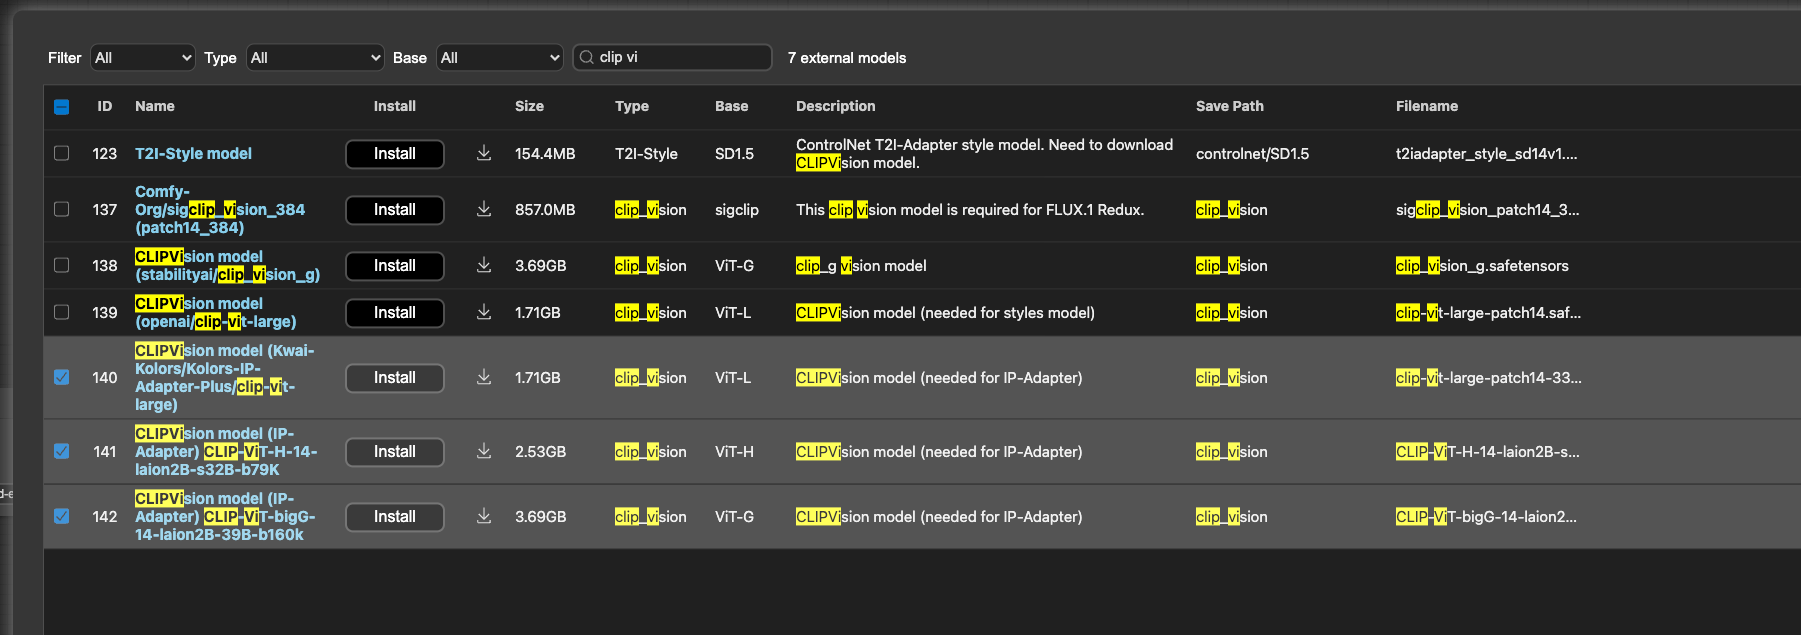 Filter All Type All Base All clip vi 7 external models
ID Name Install Size Type Base Description Save Path Filename
123 T2I-Style model Install 154.4MB T2I-Style SD1.5 ControlNet T2I-Adapter style model. Need to download controlnet/SD1.5 t2iadapter_style_sd14v1....
CLIPVision model.
Comfy-
137 Org/sigclip_vision_384 Install 857.0MB clip_vision sigclip This clip vision model is required for FLUX.1 Redux. clip_vision sigclip_vision_patch14_3...
(patch14_384)
CLIPVision model
138 (stabilityai/clip_vision_g) Install 3.69GB clip_vision ViT-G clip_g vision model clip_vision clip_vision_g.safetensors
CLIPVision model
139 (openai/clip-vit-large) Install 1.71GB clip_vision ViT-L CLIPVision model (needed for styles model) clip_vision clip-vit-large-patch14.saf...
CLIPVision model (Kwai-
Kolors/Kolors-IP-
140 Adapter-Plus/clip-vit- Install 1.71GB clip_vision ViT-L CLIPVision model (needed for IP-Adapter) clip_vision clip-vit-large-patch14-33...
large)
CLIPVision model (IP-
141 Adapter) CLIP-ViT-H-14- Install 2.53GB clip_vision ViT-H CLIPVision model (needed for IP-Adapter) clip_vision CLIP-ViT-H-14-laion2B-s...
laion2B-s32B-b79K
CLIPVision model (IP-
142 Adapter) CLIP-ViT-bigG- Install 3.69GB clip_vision ViT-G CLIPVision model (needed for IP-Adapter) clip_vision CLIP-ViT-bigG-14-laion2...
14-laion2B-39B-b160k